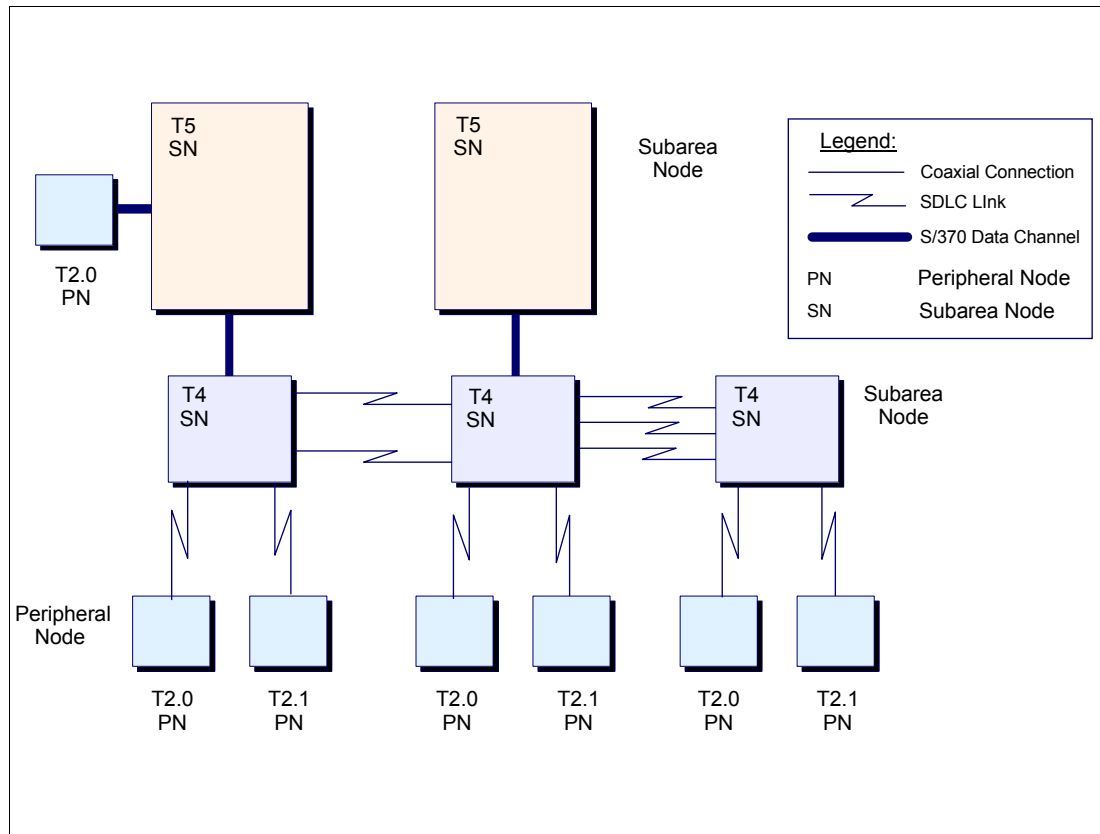 T5
SN
T5
SN
Subarea
Node
T2.0
PN
Legend:
Coaxial Connection
SDLC LInk
S/370 Data Channel
PN Peripheral Node
SN Subarea Node
T4
SN
T4
SN
T4
SN
Subarea
Node
Peripheral
Node
T2.0
PN
T2.1
PN
T2.0
PN
T2.1
PN
T2.0
PN
T2.1
PN